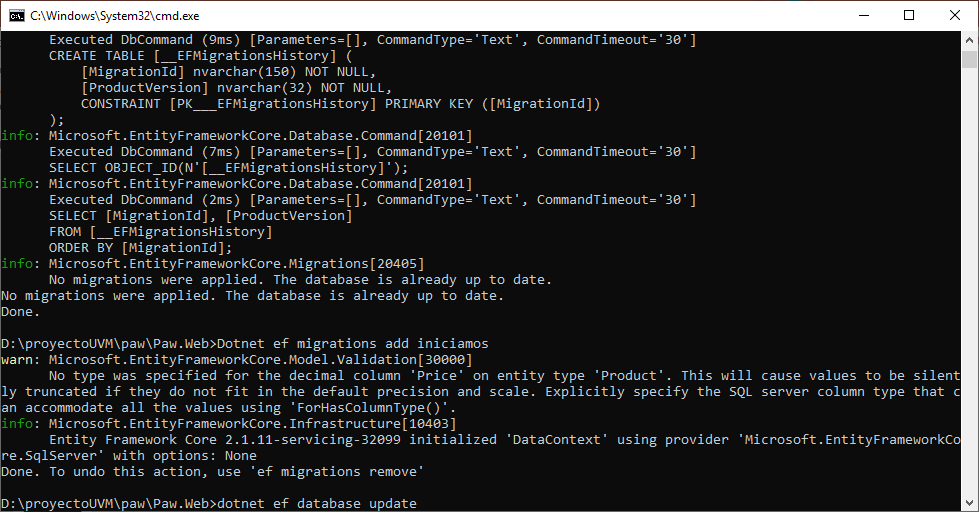 C:\Windows\System32\cmd.exe
Executed DbCommand (9ms) [Parameters=[], CommandType='Text', CommandTimeout='30']
CREATE TABLE [__EFMigrationsHistory] (
[MigrationId] nvarchar(150) NOT NULL,
[ProductVersion] nvarchar(32) NOT NULL,
CONSTRAINT [PK___EFMigrationsHistory] PRIMARY KEY ([MigrationId])
);
info: Microsoft.EntityFrameworkCore.Database.Command[20101]
Executed DbCommand (7ms) [Parameters=[], CommandType='Text', CommandTimeout='30']
SELECT OBJECT_ID(N'[__EFMigrationsHistory]');
info: Microsoft.EntityFrameworkCore.Database.Command[20101]
Executed DbCommand (2ms) [Parameters=[], CommandType='Text', CommandTimeout='30']
SELECT [MigrationId], [ProductVersion]
FROM [__EFMigrationsHistory]
ORDER BY [MigrationId];
info: Microsoft.EntityFrameworkCore.Migrations[20405]
No migrations were applied. The database is already up to date.
No migrations were applied. The database is already up to date.
Done.
D:\proyectoUVM\paw\Paw.Web>Dotnet ef migrations add iniciamos
warn: Microsoft.EntityFrameworkCore.Model.Validation[30000]
No type was specified for the decimal column 'Price' on entity type 'Product'. This will cause values to be silent
ly truncated if they do not fit in the default precision and scale. Explicitly specify the SQL server column type that c
an accommodate all the values using 'ForHasColumnType()'.
info: Microsoft.EntityFrameworkCore.Infrastructure[10403]
Entity Framework Core 2.1.11-servicing-32099 initialized 'DataContext' using provider 'Microsoft.EntityFrameworkCo
re.SqlServer' with options: None
Done. To undo this action, use 'ef migrations remove'
D:\proyectoUVM\paw\Paw.Web>dotnet ef database update